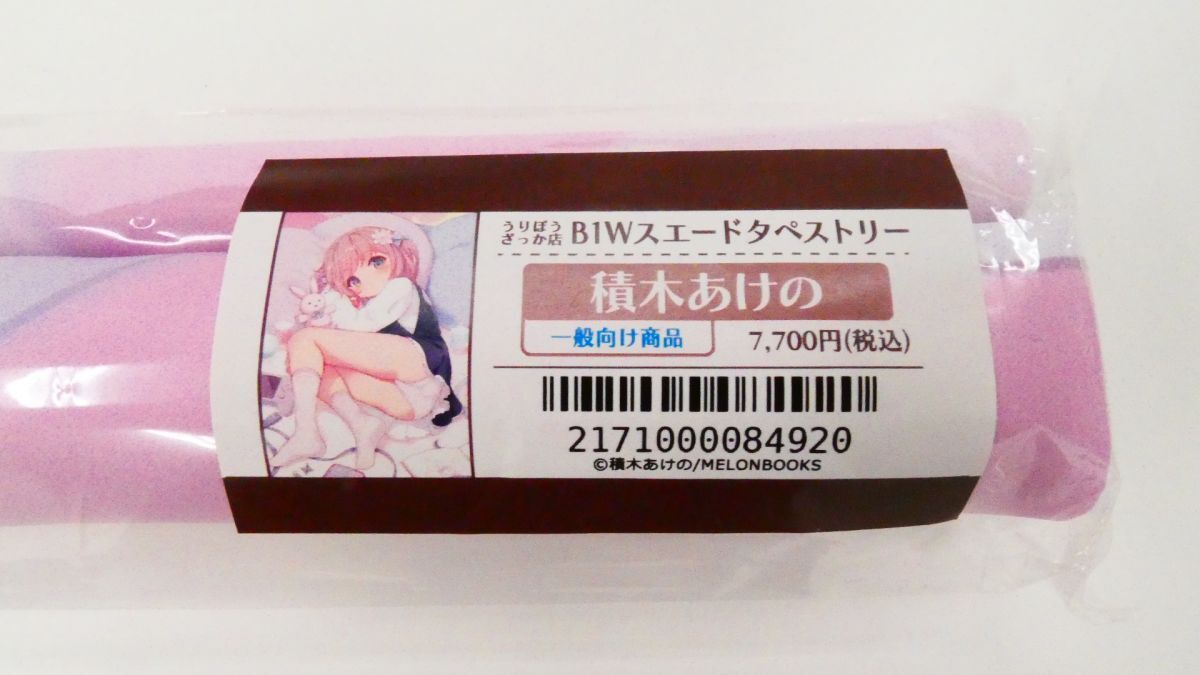 うりぼう
ざっか店 B1Wスエードタペストリー
積木あけの
一般向け商品 7,700円(税込)
2171000084920
©積木あけの/MELONBOOKS